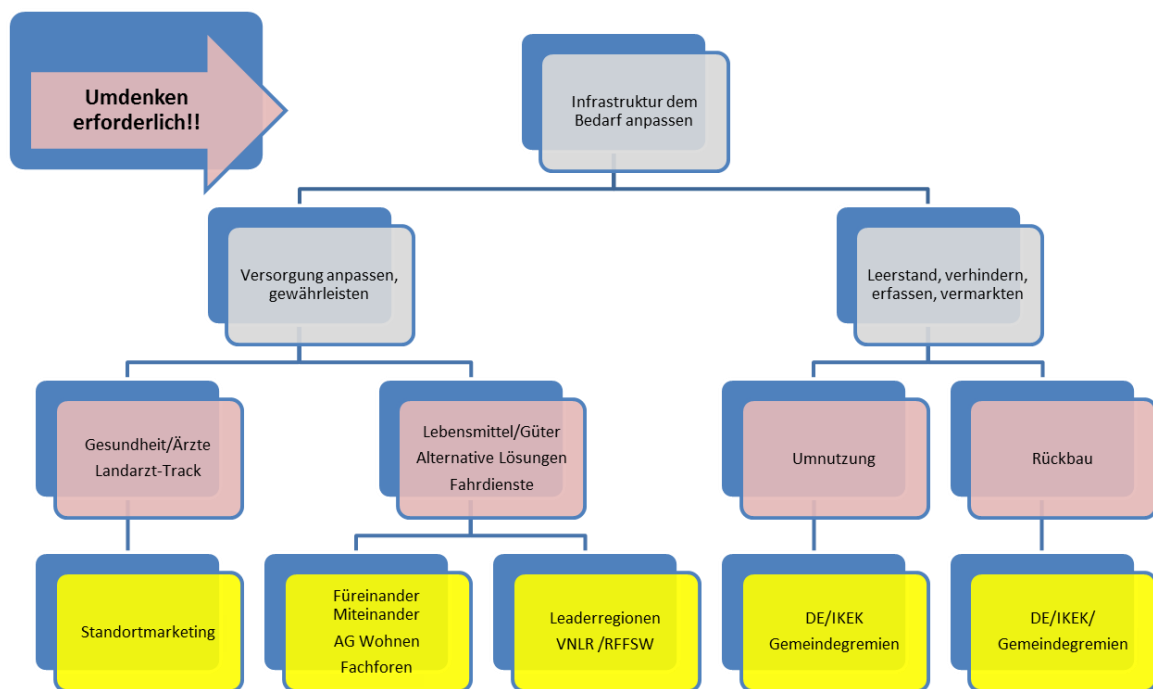 Umdenken
erforderlich!!
Infrastruktur dem
Bedarf anpassen
Versorgung anpassen,
gewährleisten
Leerstand, verhindern,
erfassen, vermarkten
Gesundheit/Ärzte
Landarzt-Track
Lebensmittel/Güter
Alternative Lösungen
Fahrdienste
Umnutzung
Rückbau
Standortmarketing
Füreinander
Miteinander
AG Wohnen
Fachforen
Leaderregionen
VNLR /RFFSW
DE/IKEK
Gemeindegremien
DE/IKEK/
Gemeindegremien